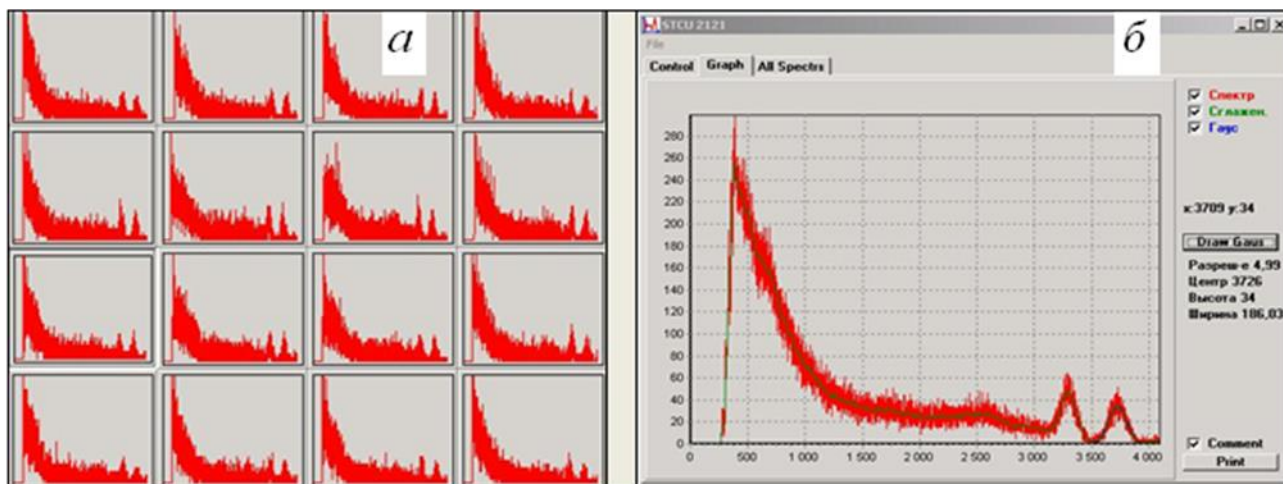 а
б
STCU 2121
File
Control Graph All Spectrs
Спектр
Сглажен.
Гаус
x:3709 y:34
Draw Gaus
Разреш-е 4,99
Центр 3726
Высота 34
Ширина 186,03
Comment
Print
280
260
240
220
200
180
160
140
120
100
80
60
40
20
0
0 500 1 000 1 500 2 000 2 500 3 000 3 500 4 000